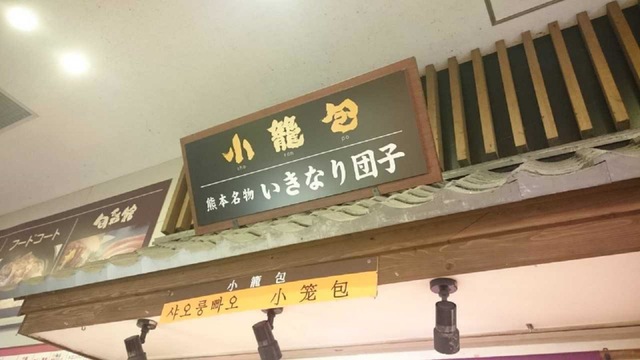 小籠包
熊本名物 いきなり団子
フードコート
小籠包
샤오롱빠오 小笼包